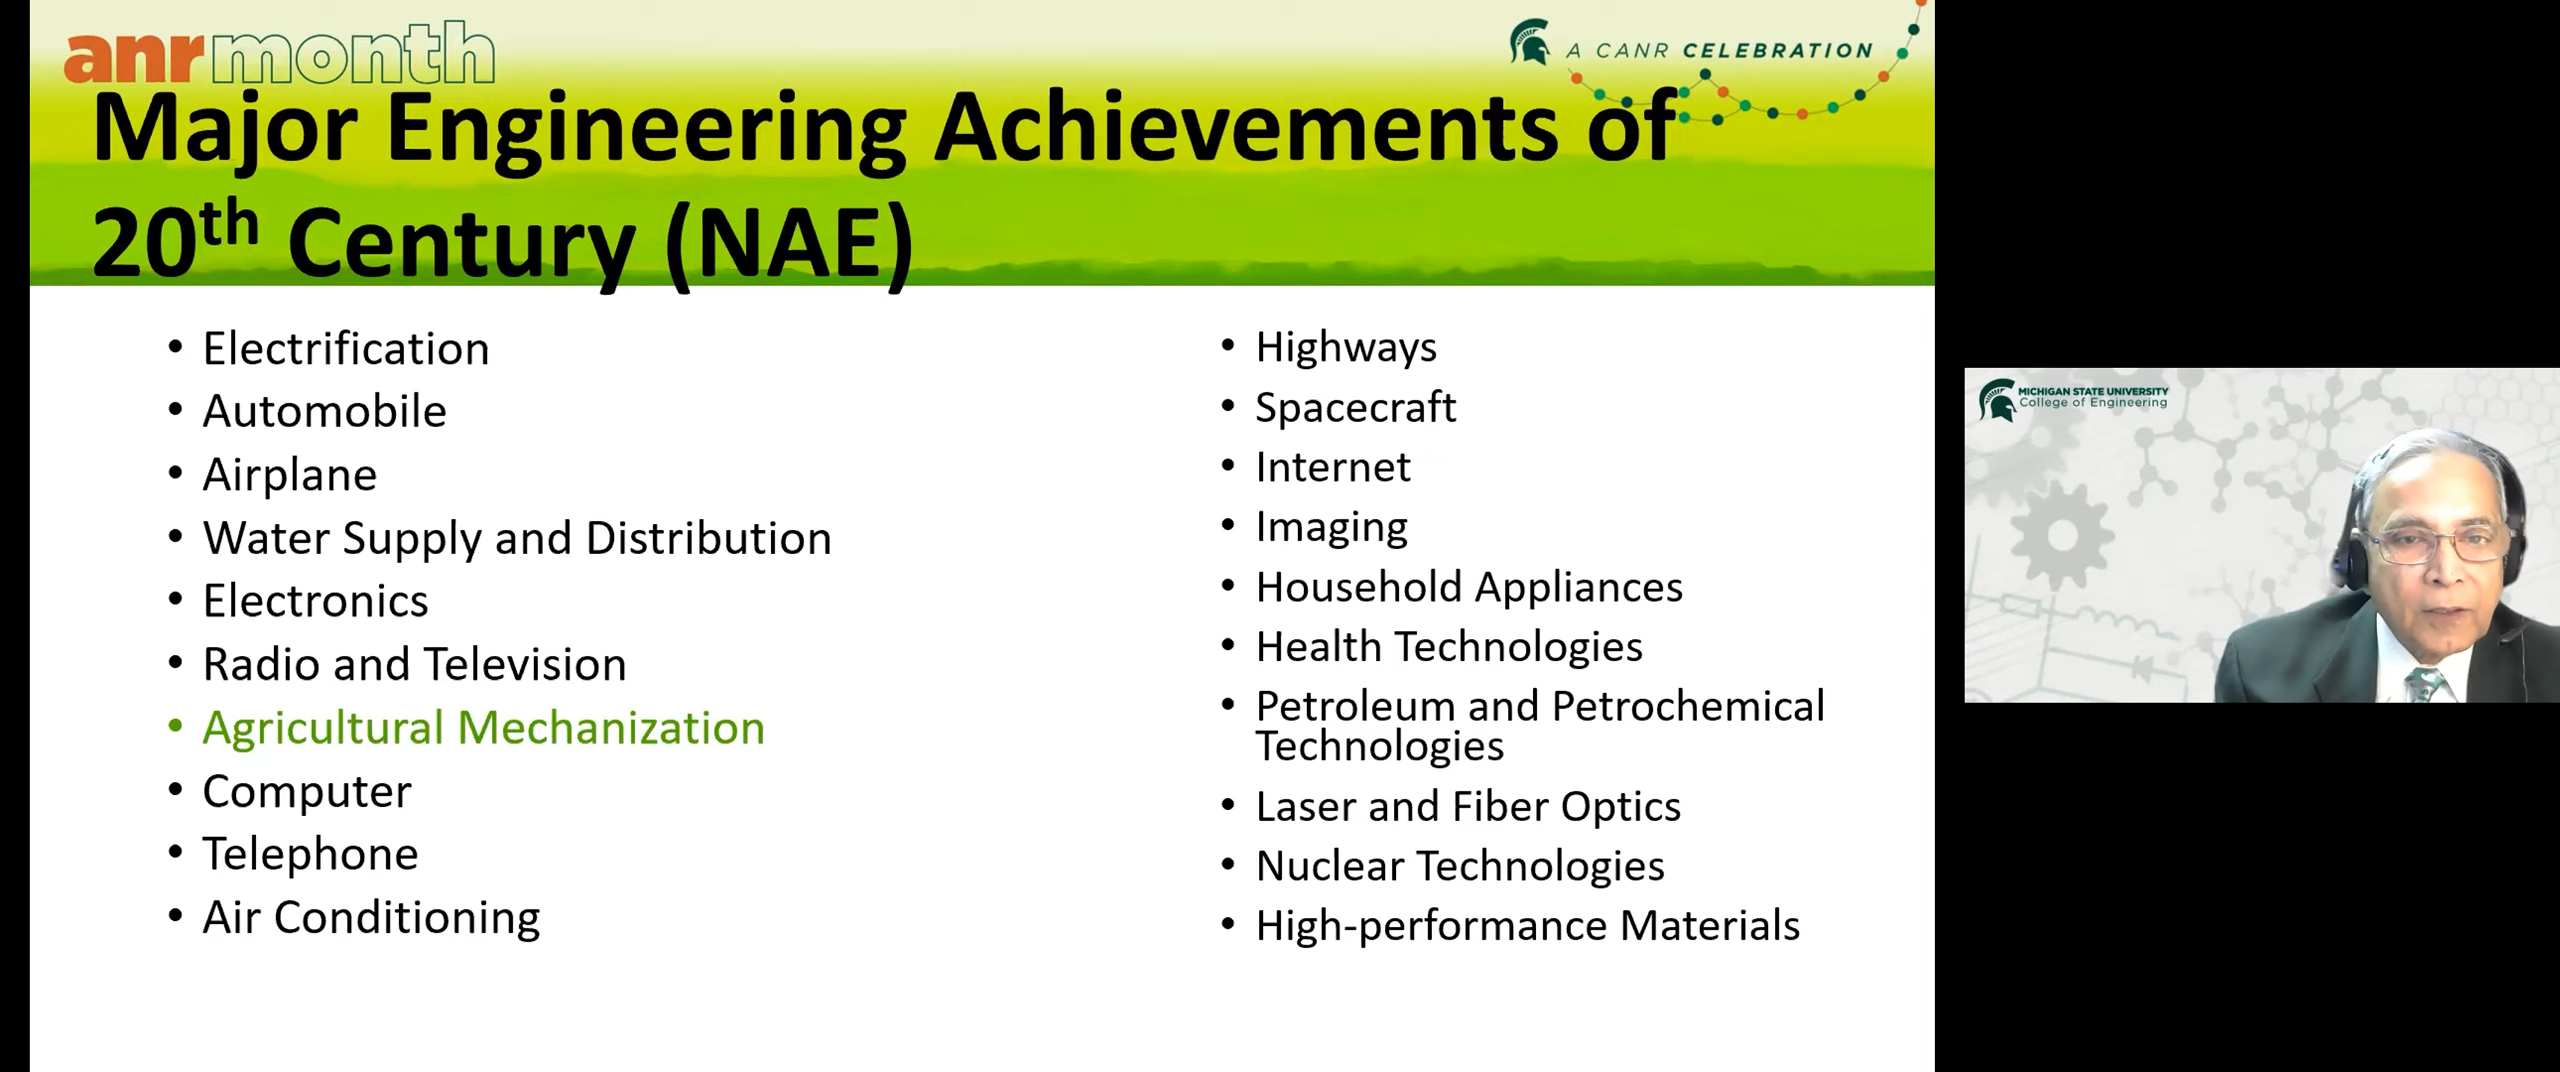 anrmonth
A CANR CELEBRATION
Major Engineering Achievements of
20th Century (NAE)
• Electrification
• Automobile
• Airplane
• Water Supply and Distribution
• Electronics
• Radio and Television
• Agricultural Mechanization
• Computer
• Telephone
• Air Conditioning
• Highways
• Spacecraft
• Internet
• Imaging
• Household Appliances
• Health Technologies
• Petroleum and Petrochemical
Technologies
• Laser and Fiber Optics
• Nuclear Technologies
• High-performance Materials
MICHIGAN STATE UNIVERSITY
College of Engineering